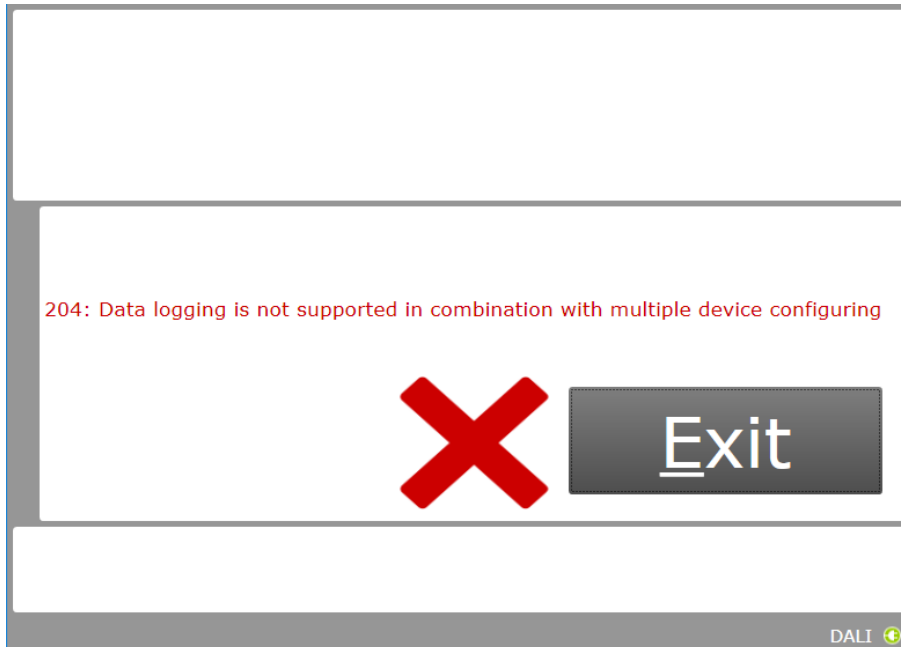 204: Data logging is not supported in combination with multiple device configuring
Exit
DALI